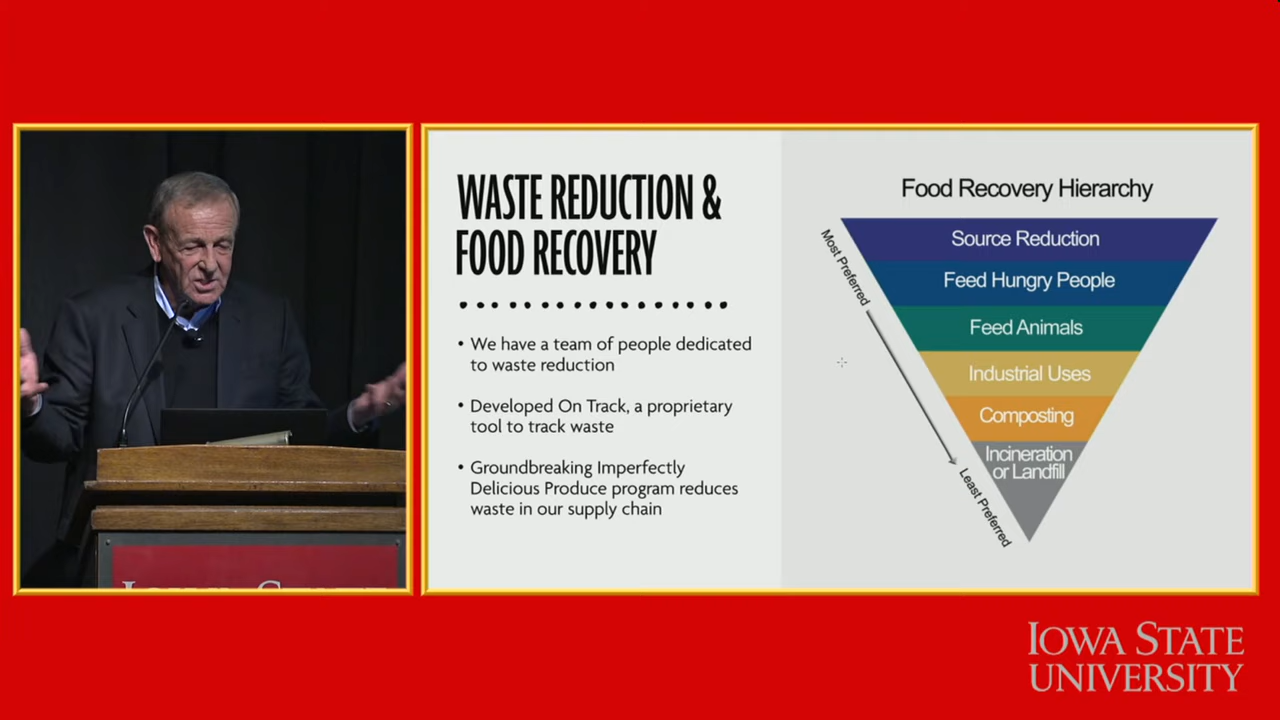 WASTE REDUCTION &
FOOD RECOVERY
• We have a team of people dedicated
to waste reduction
• Developed On Track, a proprietary
tool to track waste
• Groundbreaking Imperfectly
Delicious Produce program reduces
waste in our supply chain
Food Recovery Hierarchy
Most Preferred
Source Reduction
Feed Hungry People
Feed Animals
Industrial Uses
Composting
Incineration
or Landfill
Least Preferred
IOWA STATE
UNIVERSITY